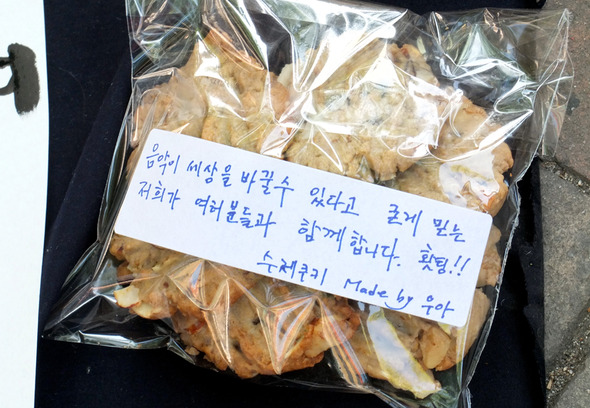 음악이 세상을 바꿀수 있다고 굳게 믿는
저희가 여러분들과 함께 합니다. 홧팅!!
수제쿠키 Made by 우아